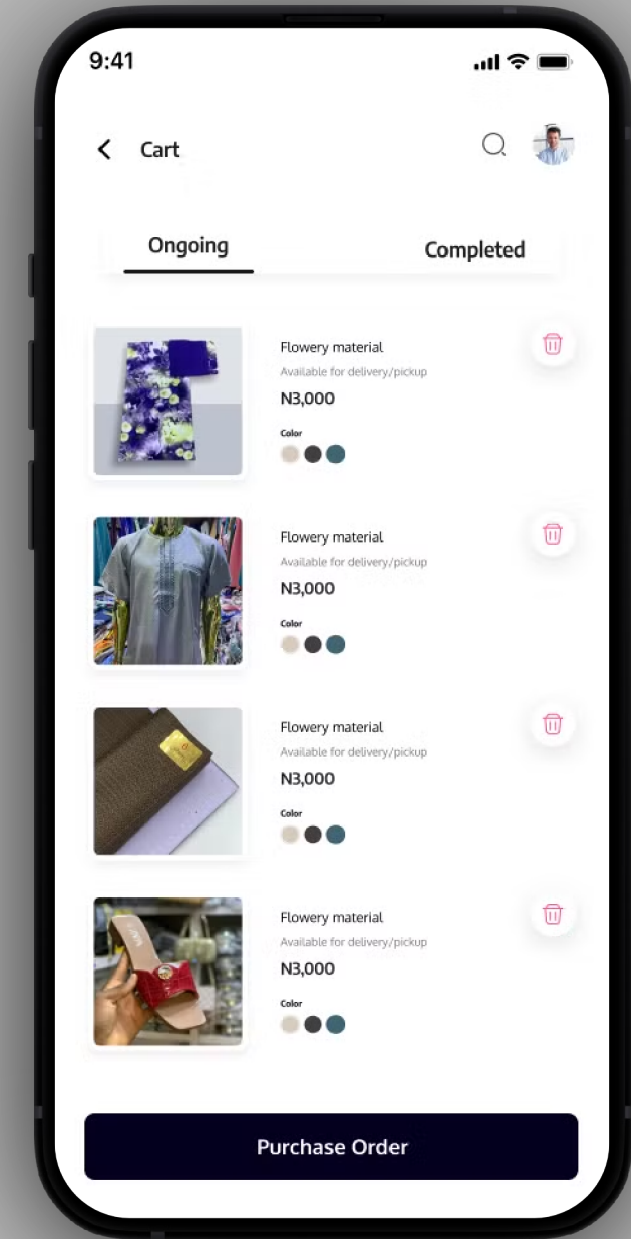 9:41
Cart
Ongoing
Completed
Flowery material
Available for delivery/pickup
N3,000
Color
Flowery material
Available for delivery/pickup
N3,000
Color
Flowery material
Available for delivery/pickup
N3,000
Color
Flowery material
Available for delivery/pickup
N3,000
Color
Purchase Order